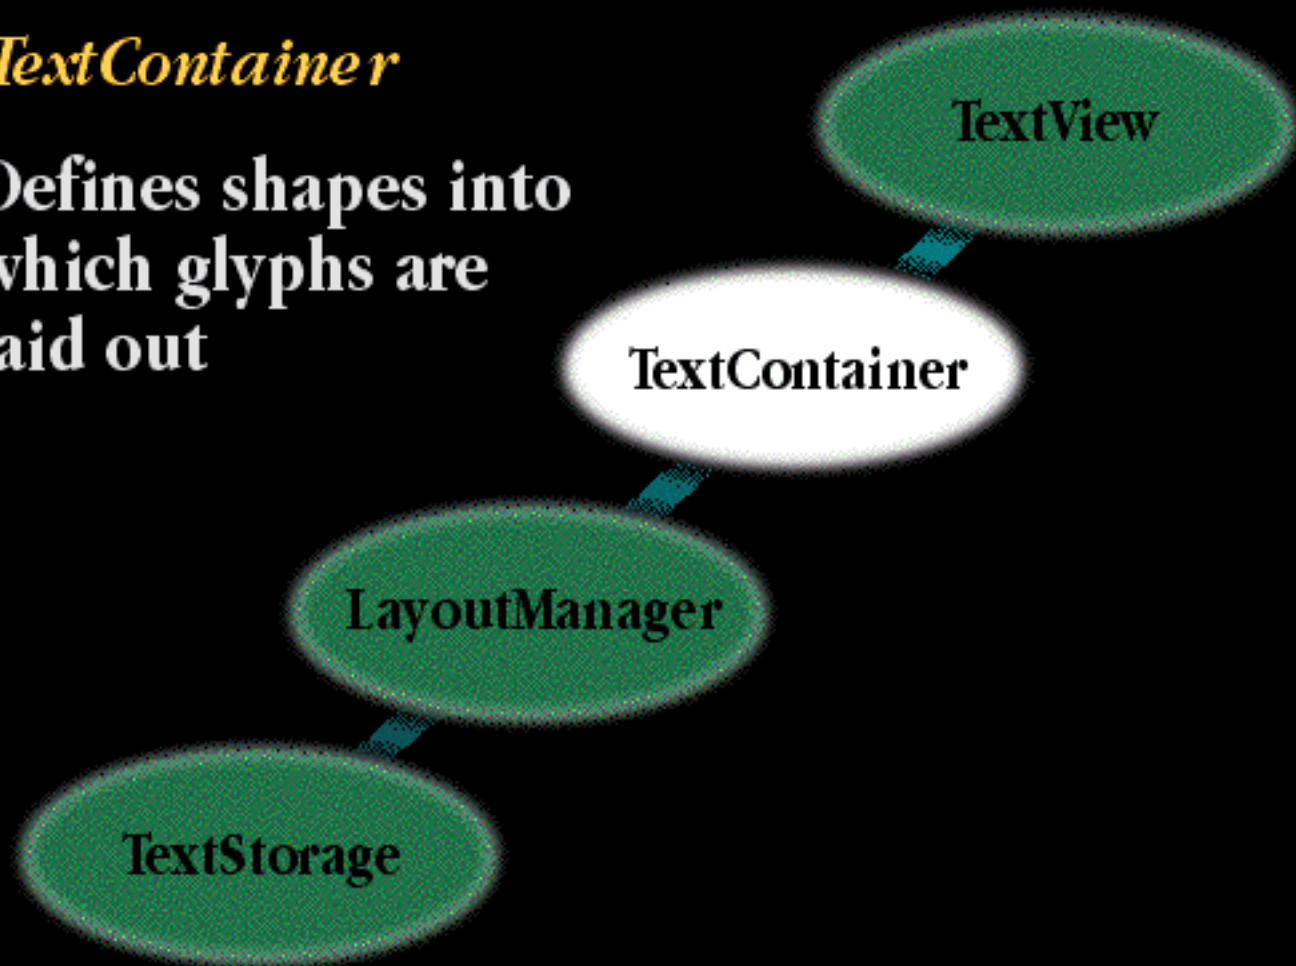 TextContainer
Defines shapes into
which glyphs are
laid out
TextView
TextContainer
LayoutManager
TextStorage